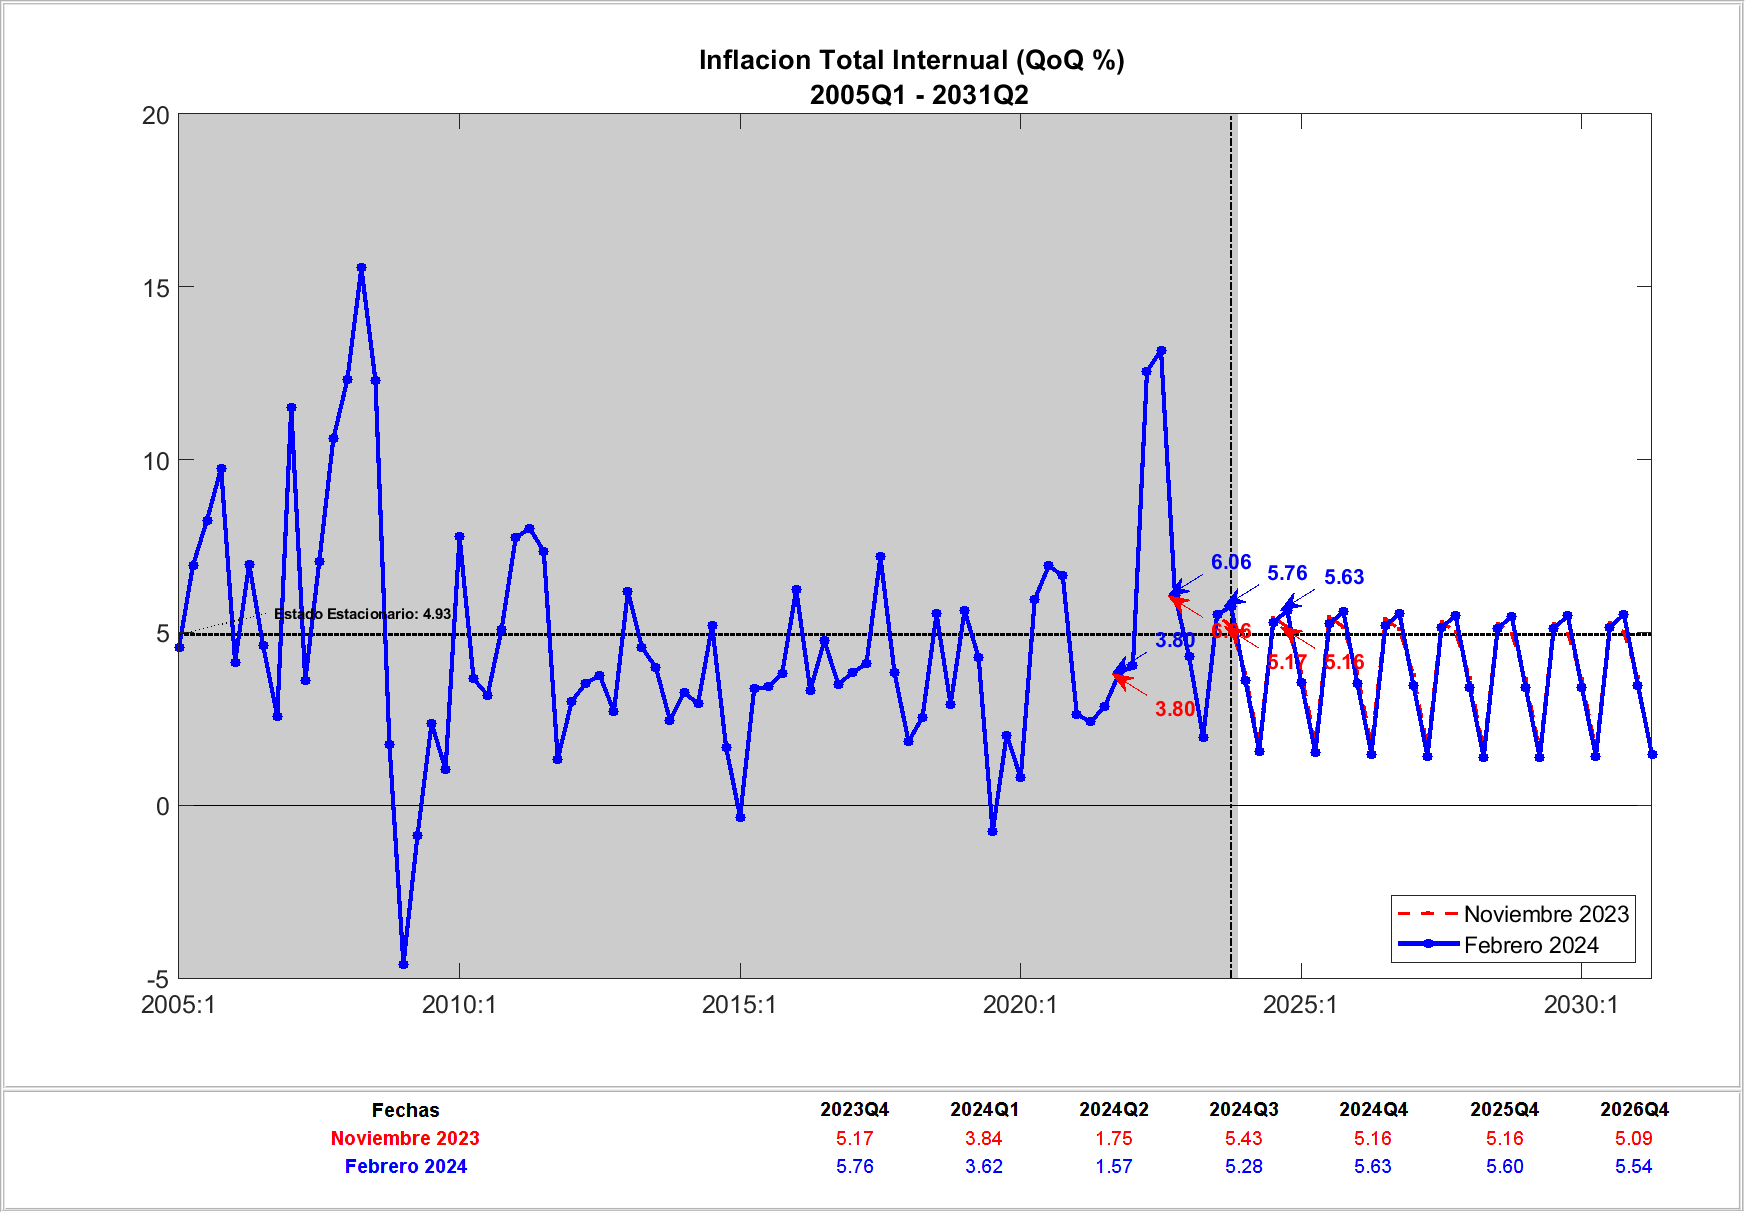 Inflacion Total Internual (QoQ %)
2005Q1 - 2031Q2
20
15
10
5
0
-5
Estado Estacionario: 4.93
6.06
5.76
5.63
6.06
3.80
5.17
5.16
3.80
Noviembre 2023
Febrero 2024
2005:1 2010:1 2015:1 2020:1 2025:1 2030:1
Fechas 2023Q4 2024Q1 2024Q2 2024Q3 2024Q4 2025Q4 2026Q4
Noviembre 2023 5.17 3.84 1.75 5.43 5.16 5.16 5.09
Febrero 2024 5.76 3.62 1.57 5.28 5.63 5.60 5.54